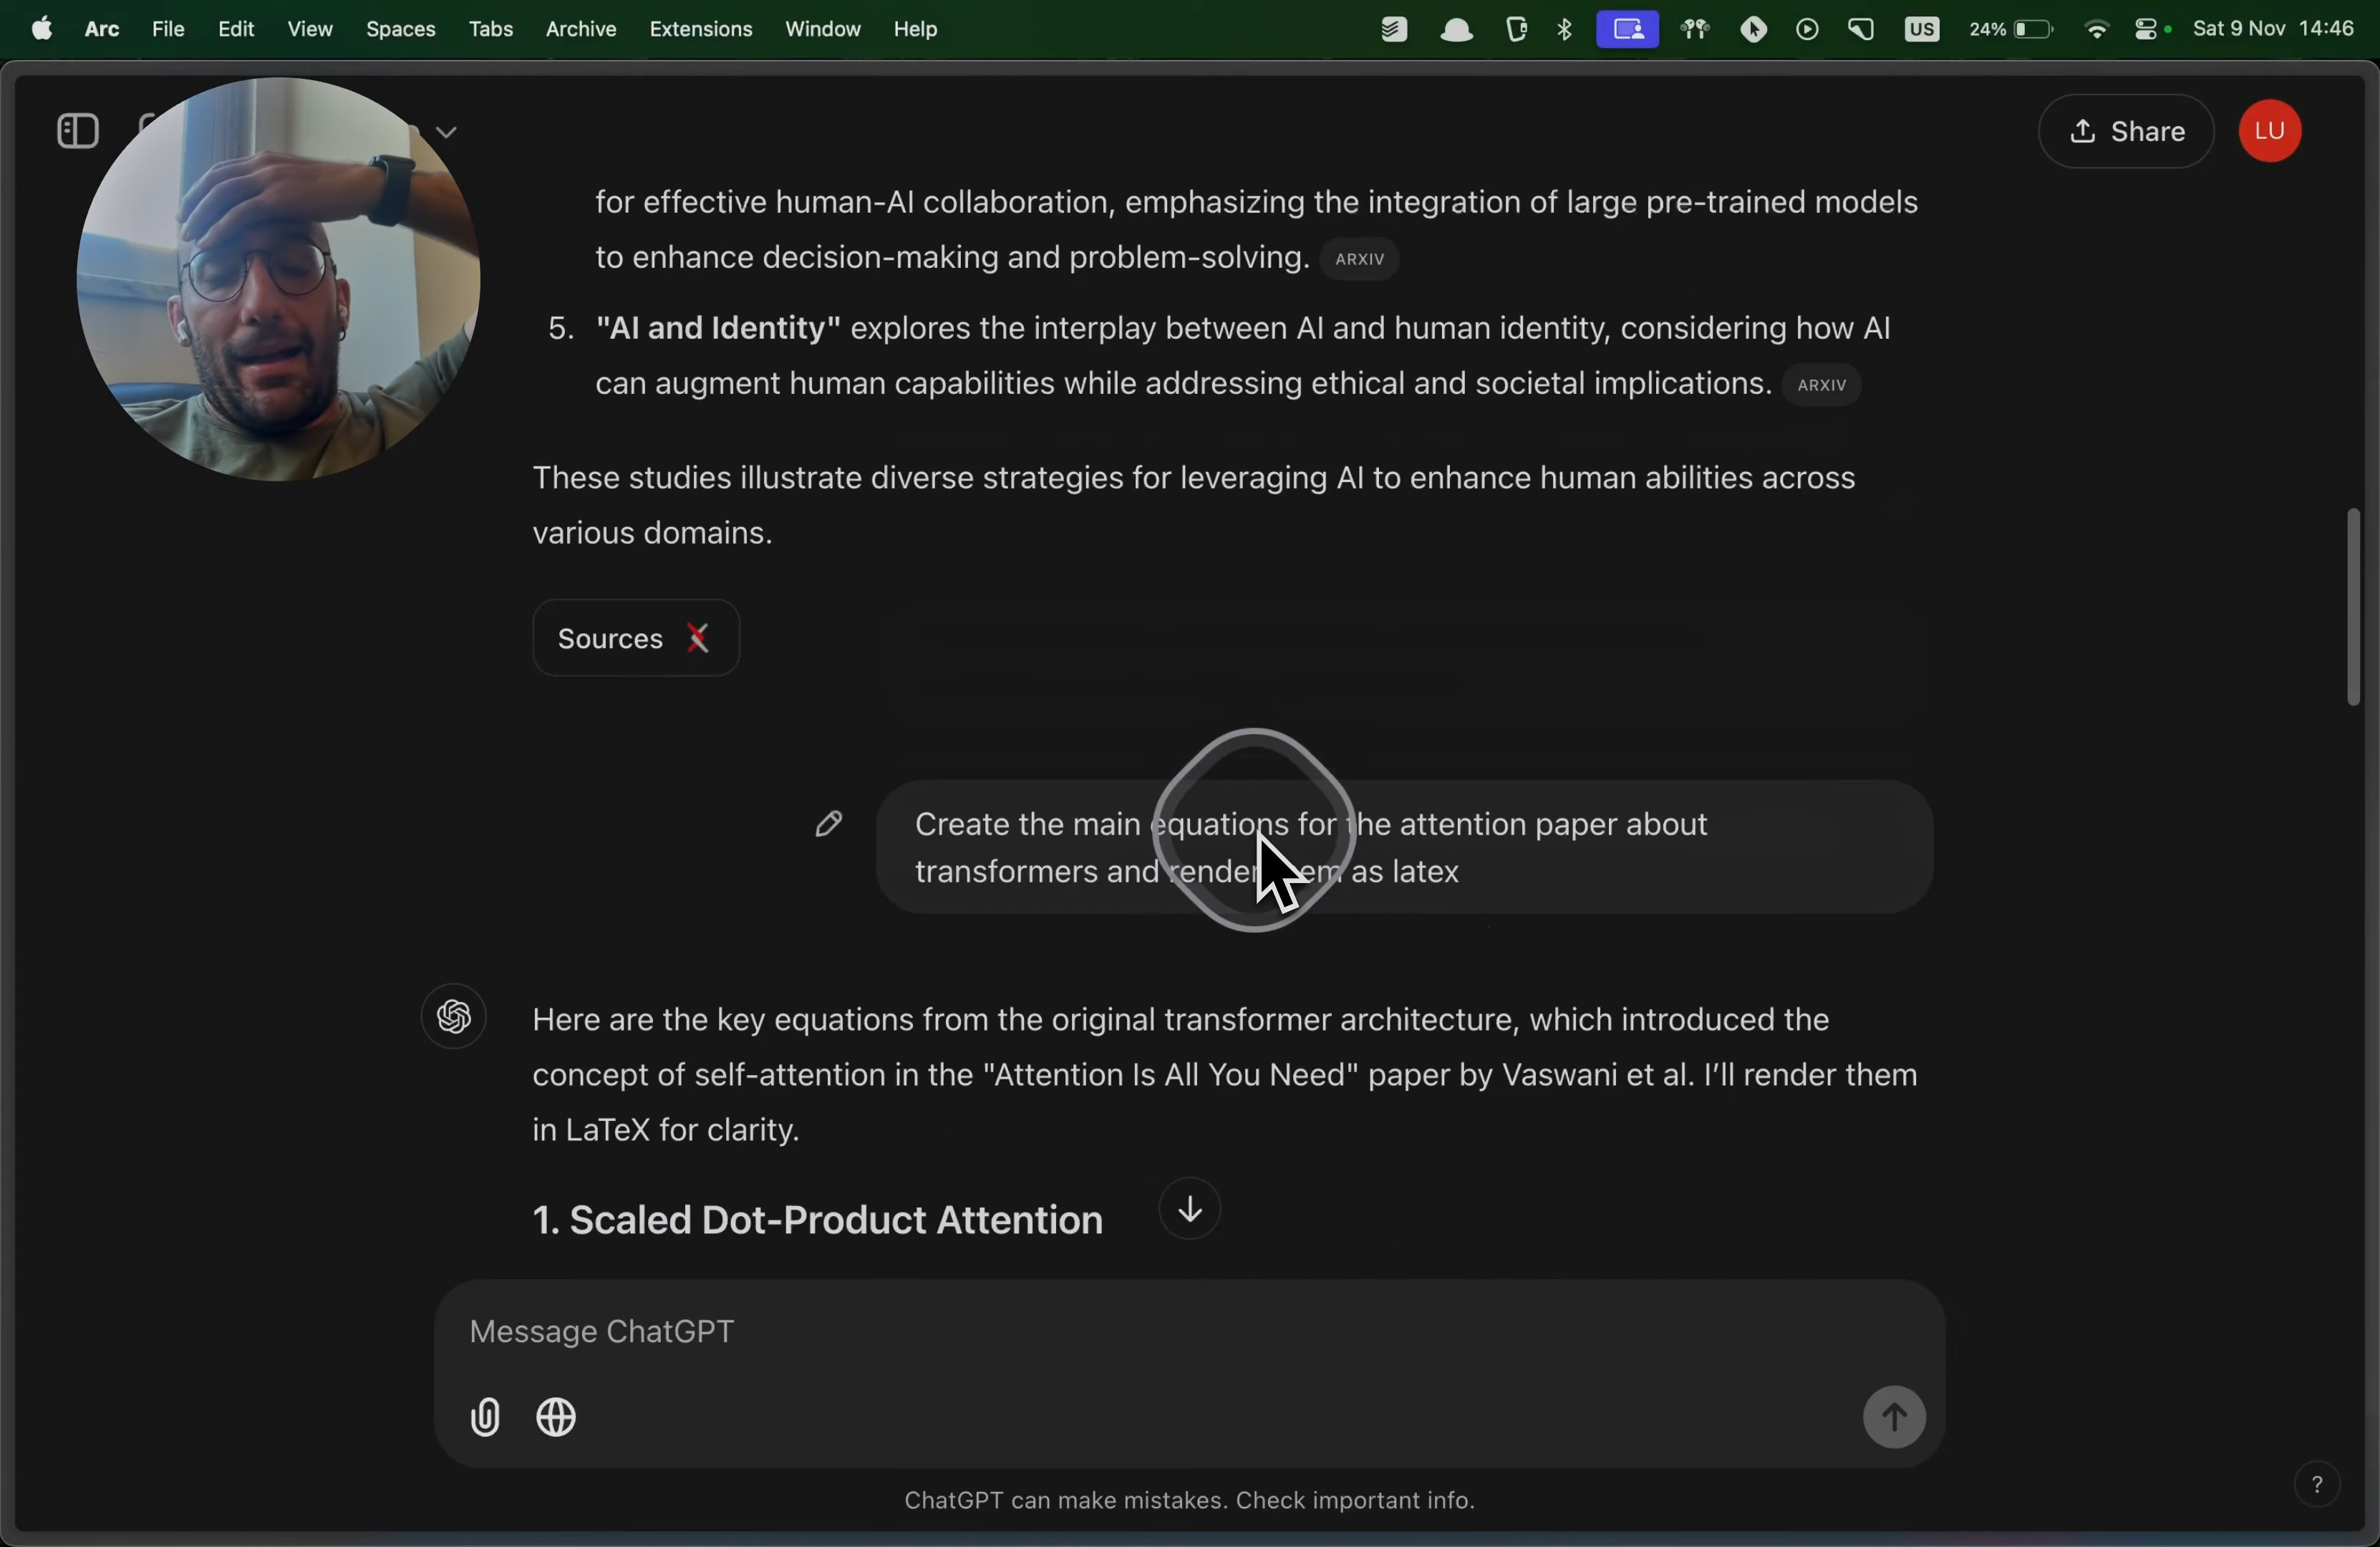 Arc File Edit View Spaces Tabs Archive Extensions Window Help US 24% Sat 9 Nov 14:46
Share LU
for effective human-AI collaboration, emphasizing the integration of large pre-trained models
to enhance decision-making and problem-solving. ARXIV
5. "AI and Identity" explores the interplay between AI and human identity, considering how AI
can augment human capabilities while addressing ethical and societal implications. ARXIV
These studies illustrate diverse strategies for leveraging AI to enhance human abilities across
various domains.
Sources
Create the main equations for the attention paper about
transformers and render as latex
Here are the key equations from the original transformer architecture, which introduced the
concept of self-attention in the "Attention Is All You Need" paper by Vaswani et al. I’ll render them
in LaTeX for clarity.
1. Scaled Dot-Product Attention
Message ChatGPT
ChatGPT can make mistakes. Check important info.
?